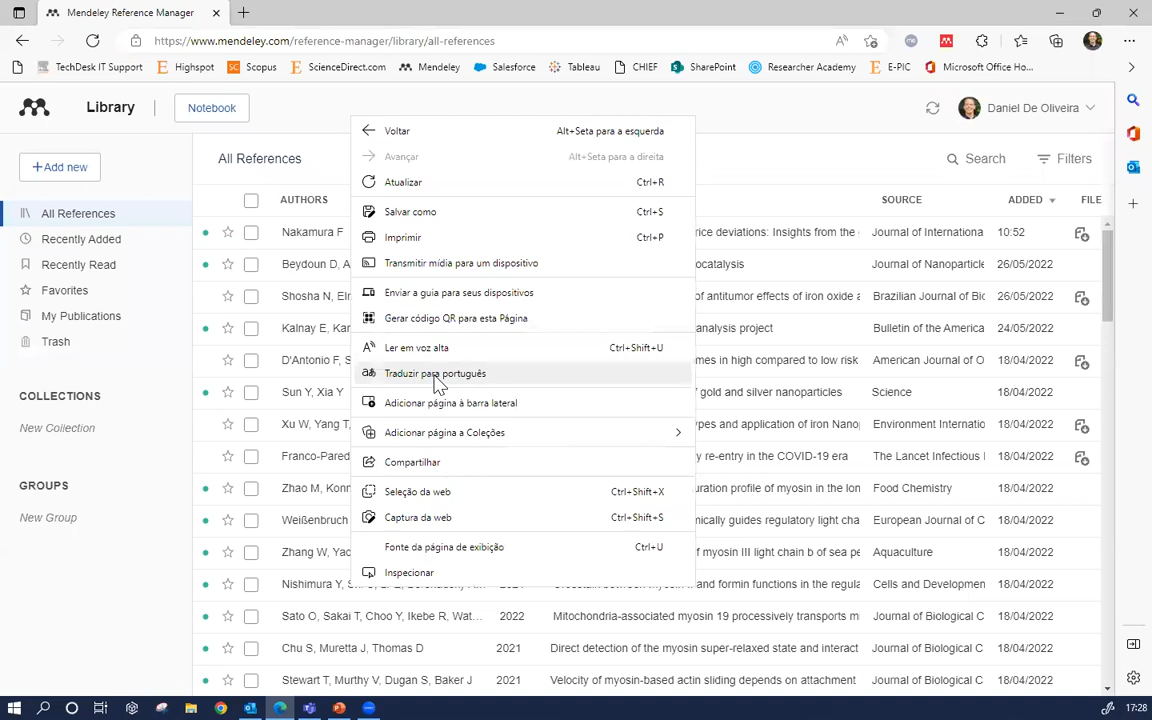 Mendeley Reference Manager
https://www.mendeley.com/reference-manager/library/all-references
TechDesk IT Support Highspot Scopus ScienceDirect.com Mendeley Salesforce Tableau CHIEF SharePoint Researcher Academy E-PIC Microsoft Office Ho...
Library Notebook Daniel De Oliveira
+Add new
All References
Recently Added
Recently Read
Favorites
My Publications
Trash
COLLECTIONS
New Collection
GROUPS
New Group
All References Search Filters
AUTHORS SOURCE ADDED FILE
Nakamura F rice deviations: Insights from the Journal of Internationa 10:52
Beydoun D, A ocatalysis Journal of Nanoparticle 26/05/2022
Shosha N, El of antitumor effects of iron oxide a Brazilian Journal of Bio 26/05/2022
Kalnay E, Kan analysis project Bulletin of the America 24/05/2022
D'Antonio F, S mes in high compared to low risk American Journal of O 18/04/2022
Sun Y, Xia Y gold and silver nanoparticles Science 18/04/2022
Xu W, Yang T, ypes and application of iron Nano Environment Internatio 18/04/2022
Franco-Pared y re-entry in the COVID-19 era The Lancet Infectious 18/04/2022
Zhao M, Konn uration profile of myosin in the lon Food Chemistry 18/04/2022
Weißenbruch mically guides regulatory light cha European Journal of C 18/04/2022
Zhang W, Yao of myosin III light chain b of sea pe Aquaculture 18/04/2022
Nishimura Y, and formin functions in the regula Cells and Developmen 18/04/2022
Sato O, Sakai T, Choo Y, Ikebe R, Wat... 2022 Mitochondria-associated myosin 19 processively transports m Journal of Biological C 18/04/2022
Chu S, Muretta J, Thomas D 2021 Direct detection of the myosin super-relaxed state and interact Journal of Biological C 18/04/2022
Stewart T, Murthy V, Dugan S, Baker J 2021 Velocity of myosin-based actin sliding depends on attachment Journal of Biological C 18/04/2022
Voltar Alt+Seta para a esquerda
Avançar Alt+Seta para a direita
Atualizar Ctrl+R
Salvar como Ctrl+S
Imprimir Ctrl+P
Transmitir mídia para um dispositivo
Enviar a guia para seus dispositivos
Gerar código QR para esta Página
Ler em voz alta Ctrl+Shift+U
Traduzir para português
Adicionar página à barra lateral
Adicionar página a Coleções
Compartilhar
Seleção da web Ctrl+Shift+X
Captura da web Ctrl+Shift+S
Fonte da página de exibição Ctrl+U
Inspecionar
17:28